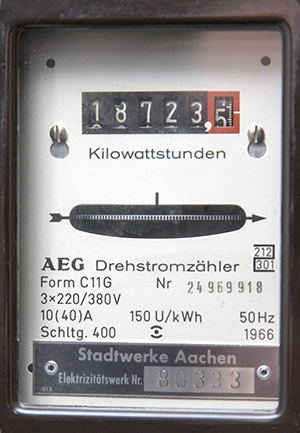 18723,5
Kilowattstunden
212
301
AEG Drehstromzähler
Form C11G Nr 24969918
3×220/380V
10(40)A 150 U/kWh 50Hz
Schltg. 400 1966
Stadtwerke Aachen
Elektrizitätswerk Nr. 80333
013